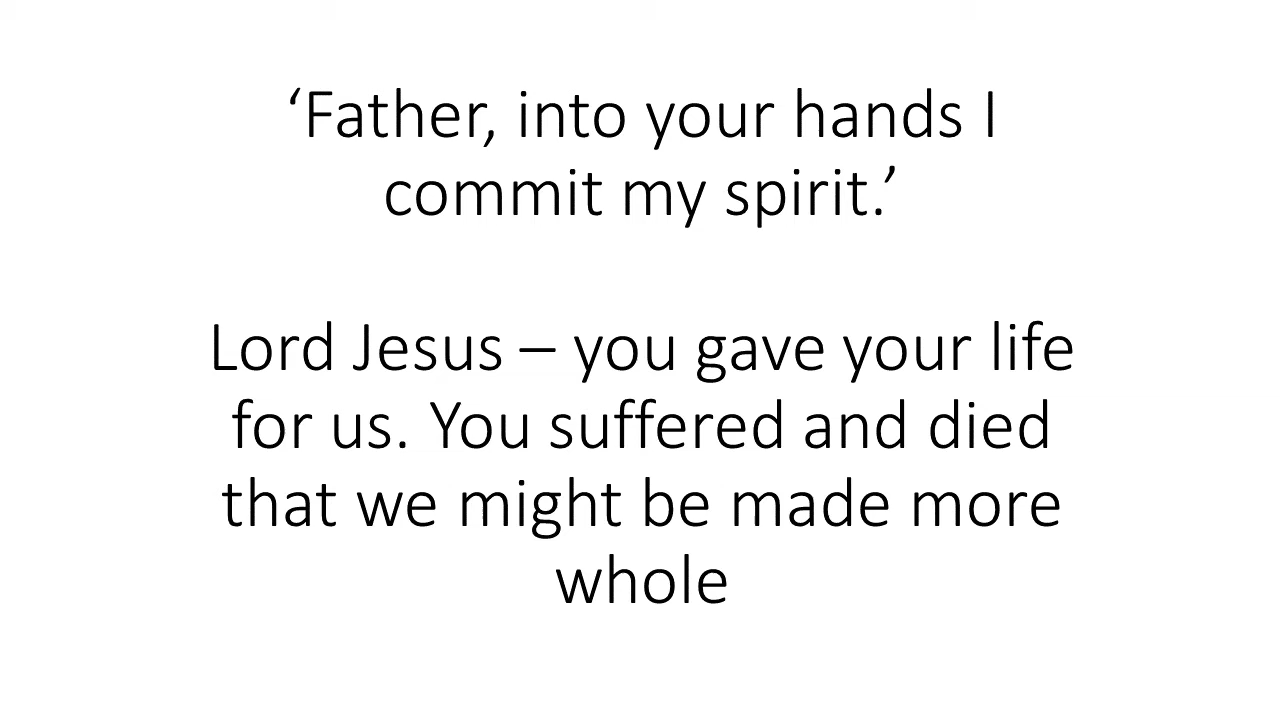 ‘Father, into your hands I
commit my spirit.’
Lord Jesus – you gave your life
for us. You suffered and died
that we might be made more
whole